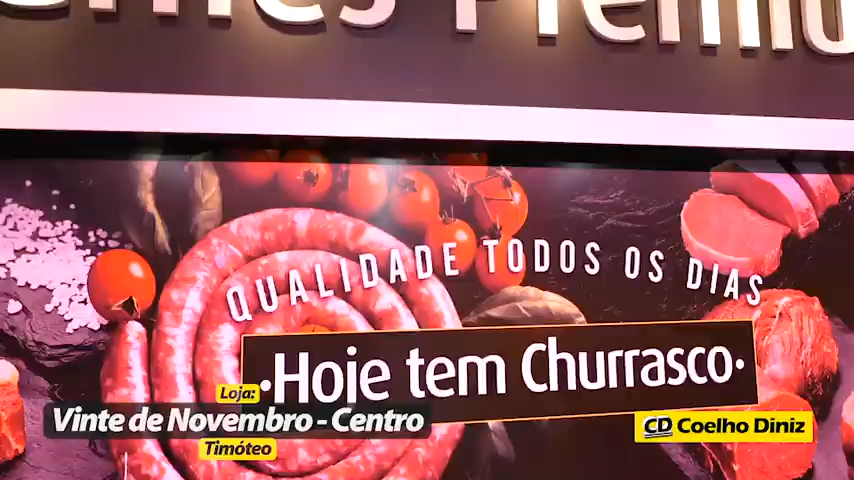 QUALIDADE TODOS OS DIAS
·Hoje tem Churrasco·
Loja:
Vinte de Novembro - Centro
Timóteo
CD Coelho Diniz